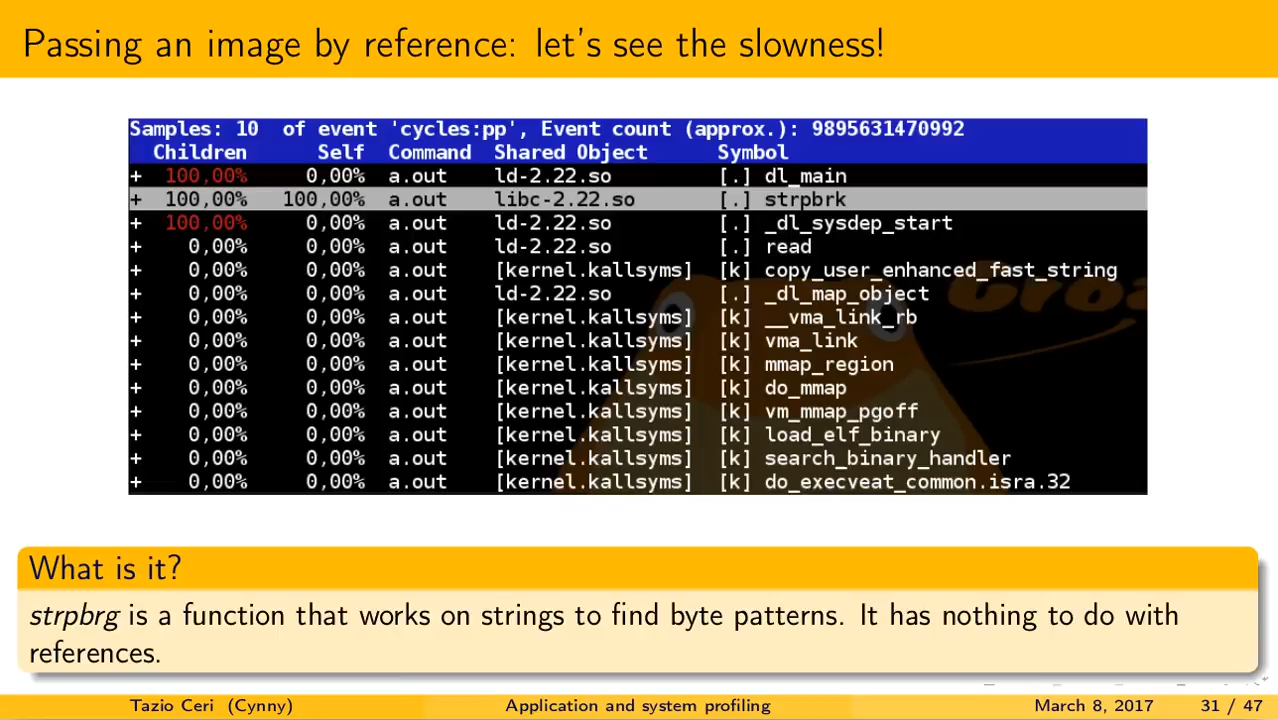 Passing an image by reference: let's see the slowness!
Samples: 10 of event 'cycles:pp', Event count (approx.): 9895631470992
Children Self Command Shared Object Symbol
+ 100,00% 0,00% a.out ld-2.22.so [.] dl_main
+ 100,00% 100,00% a.out libc-2.22.so [.] strpbrk
+ 100,00% 0,00% a.out ld-2.22.so [.] _dl_sysdep_start
+ 0,00% 0,00% a.out ld-2.22.so [.] read
+ 0,00% 0,00% a.out [kernel.kallsyms] [k] copy_user_enhanced_fast_string
+ 0,00% 0,00% a.out ld-2.22.so [.] _dl_map_object
+ 0,00% 0,00% a.out [kernel.kallsyms] [k] __vma_link_rb
+ 0,00% 0,00% a.out [kernel.kallsyms] [k] vma_link
+ 0,00% 0,00% a.out [kernel.kallsyms] [k] mmap_region
+ 0,00% 0,00% a.out [kernel.kallsyms] [k] do_mmap
+ 0,00% 0,00% a.out [kernel.kallsyms] [k] vm_mmap_pgoff
+ 0,00% 0,00% a.out [kernel.kallsyms] [k] load_elf_binary
+ 0,00% 0,00% a.out [kernel.kallsyms] [k] search_binary_handler
+ 0,00% 0,00% a.out [kernel.kallsyms] [k] do_execveat_common.isra.32
What is it?
strpbrg is a function that works on strings to find byte patterns. It has nothing to do with
references.
Tazio Ceri (Cynny) Application and system profiling March 8, 2017 31 / 47